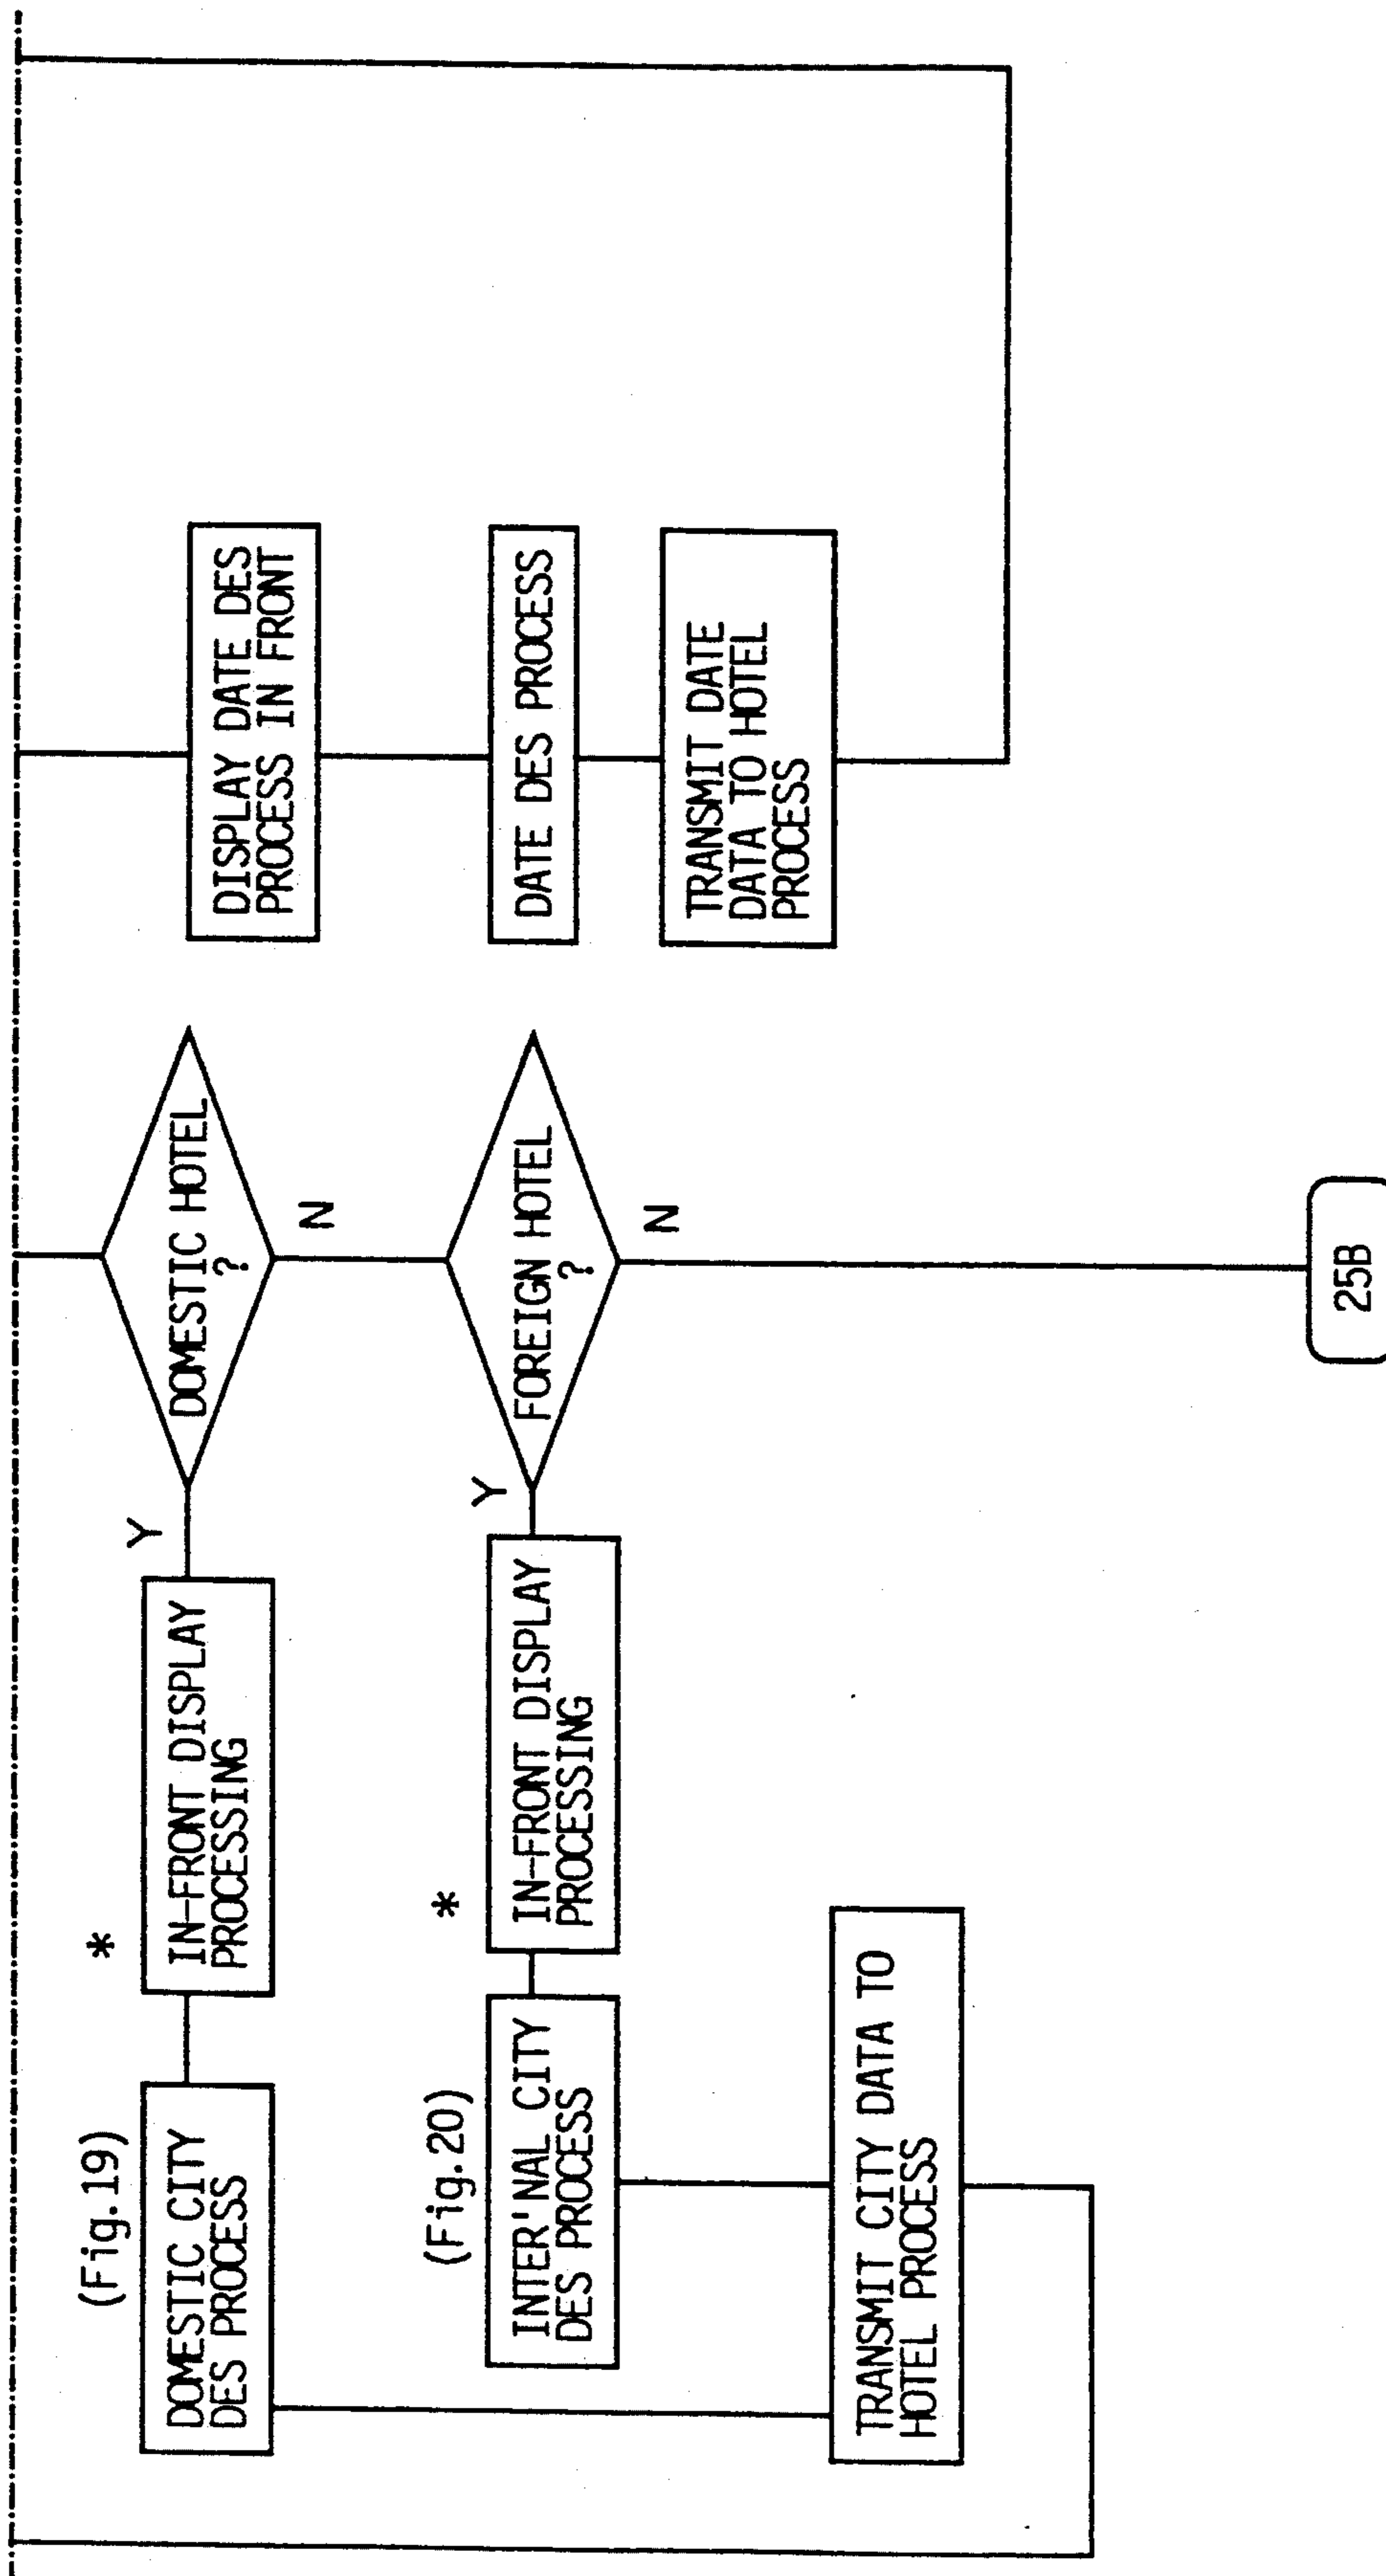 (Fig.19)
DOMESTIC CITY
DES PROCESS
*
IN-FRONT DISPLAY
PROCESSING
Y
DOMESTIC HOTEL
?
N
DISPLAY DATE DES
PROCESS IN FRONT
(Fig.20)
INTER'NAL CITY
DES PROCESS
*
IN-FRONT DISPLAY
PROCESSING
Y
FOREIGN HOTEL
?
N
DATE DES PROCESS
TRANSMIT DATE
DATA TO HOTEL
PROCESS
TRANSMIT CITY DATA TO
HOTEL PROCESS
25B